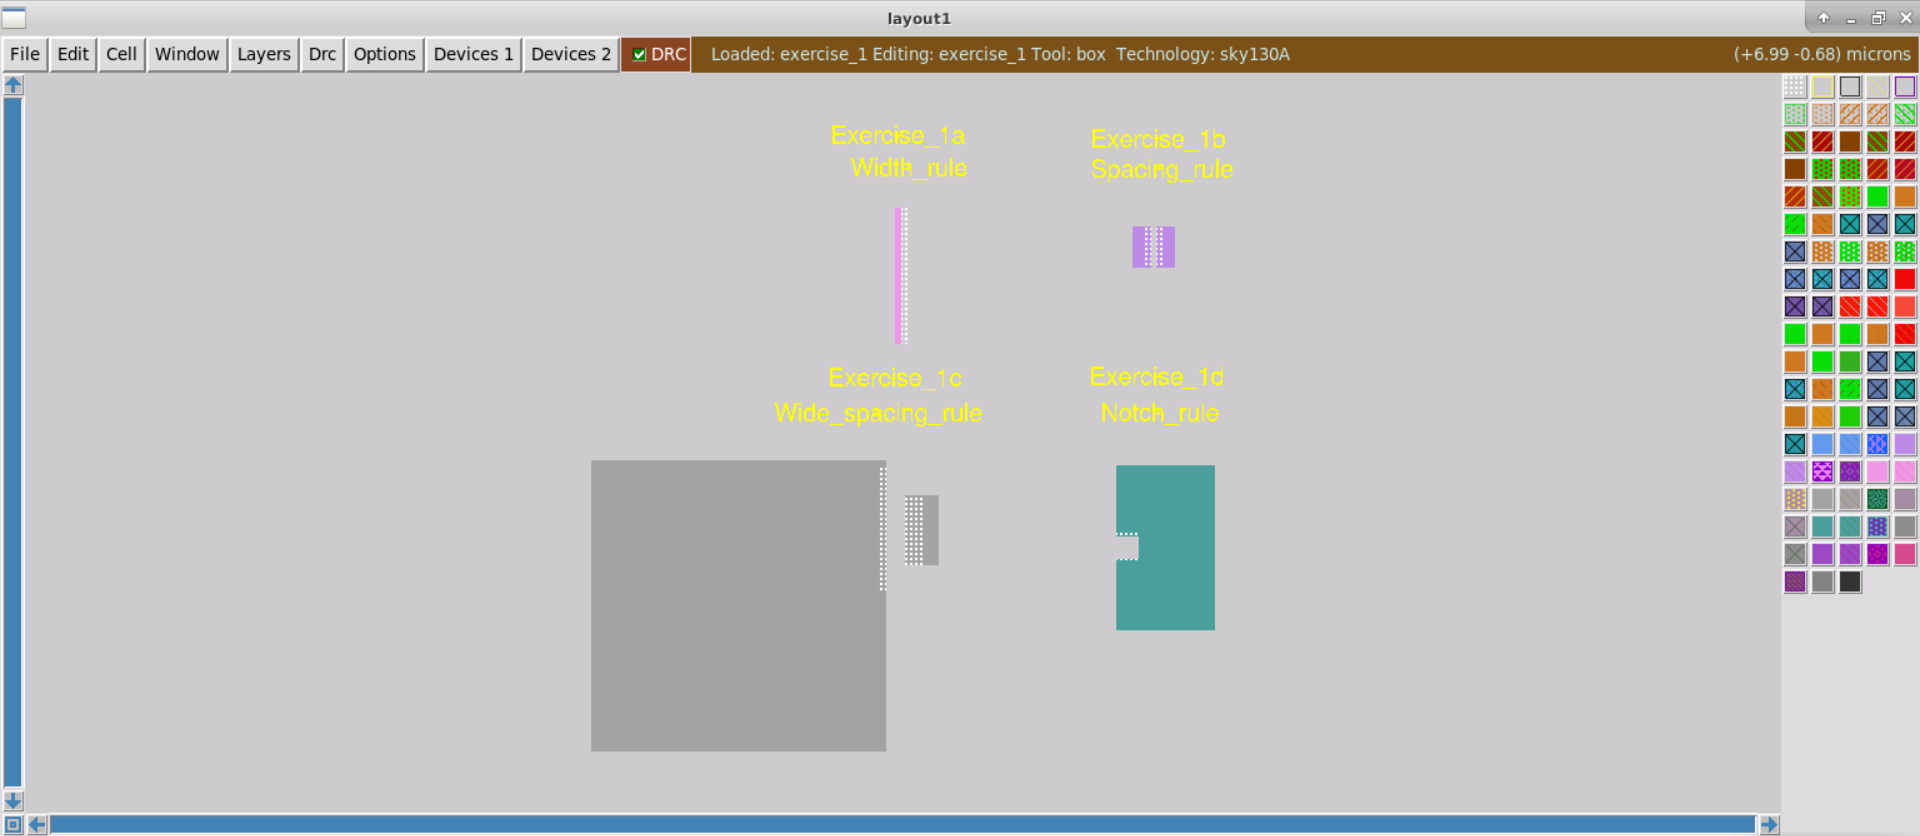 layout1
File Edit Cell Window Layers Drc Options Devices 1 Devices 2 DRC Loaded: exercise_1 Editing: exercise_1 Tool: box Technology: sky130A (+6.99 -0.68) microns
Exercise_1a
Width_rule
Exercise_1b
Spacing_rule
Exercise_1c
Wide_spacing_rule
Exercise_1d
Notch_rule